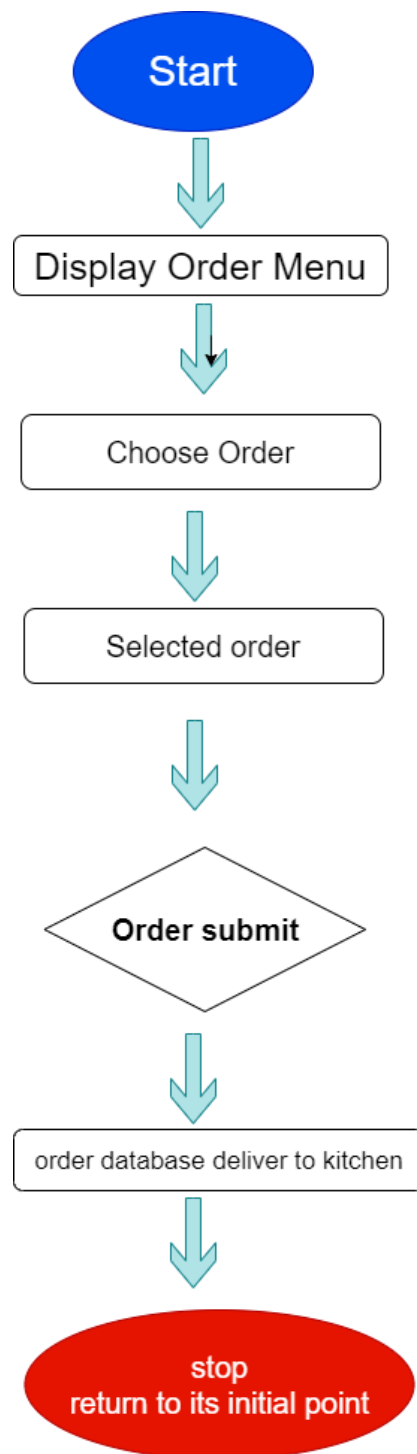 Start
Display Order Menu
Choose Order
Selected order
Order submit
order database deliver to kitchen
stop
return to its initial point